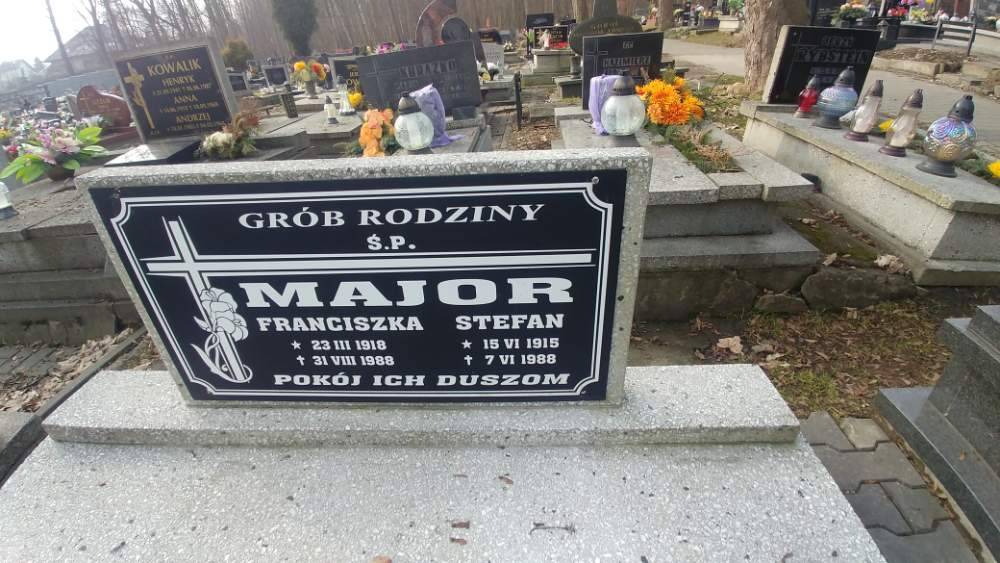 GRÓB RODZINY
Ś.P.
MAJOR
FRANCISZKA STEFAN
★ 23 III 1918 ★ 15 VI 1915
† 31 VIII 1988 † 7 VI 1988
POKÓJ ICH DUSZOM
KOWALIK
HENRYK
ANNA
ANDRZEJ
KAZIMIERZ